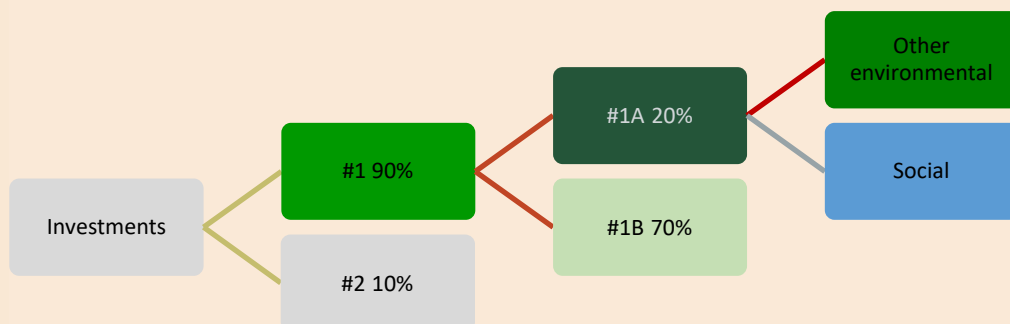 Other
environmental
#1A 20%
#1 90%
Social
Investments
#1B 70%
#2 10%